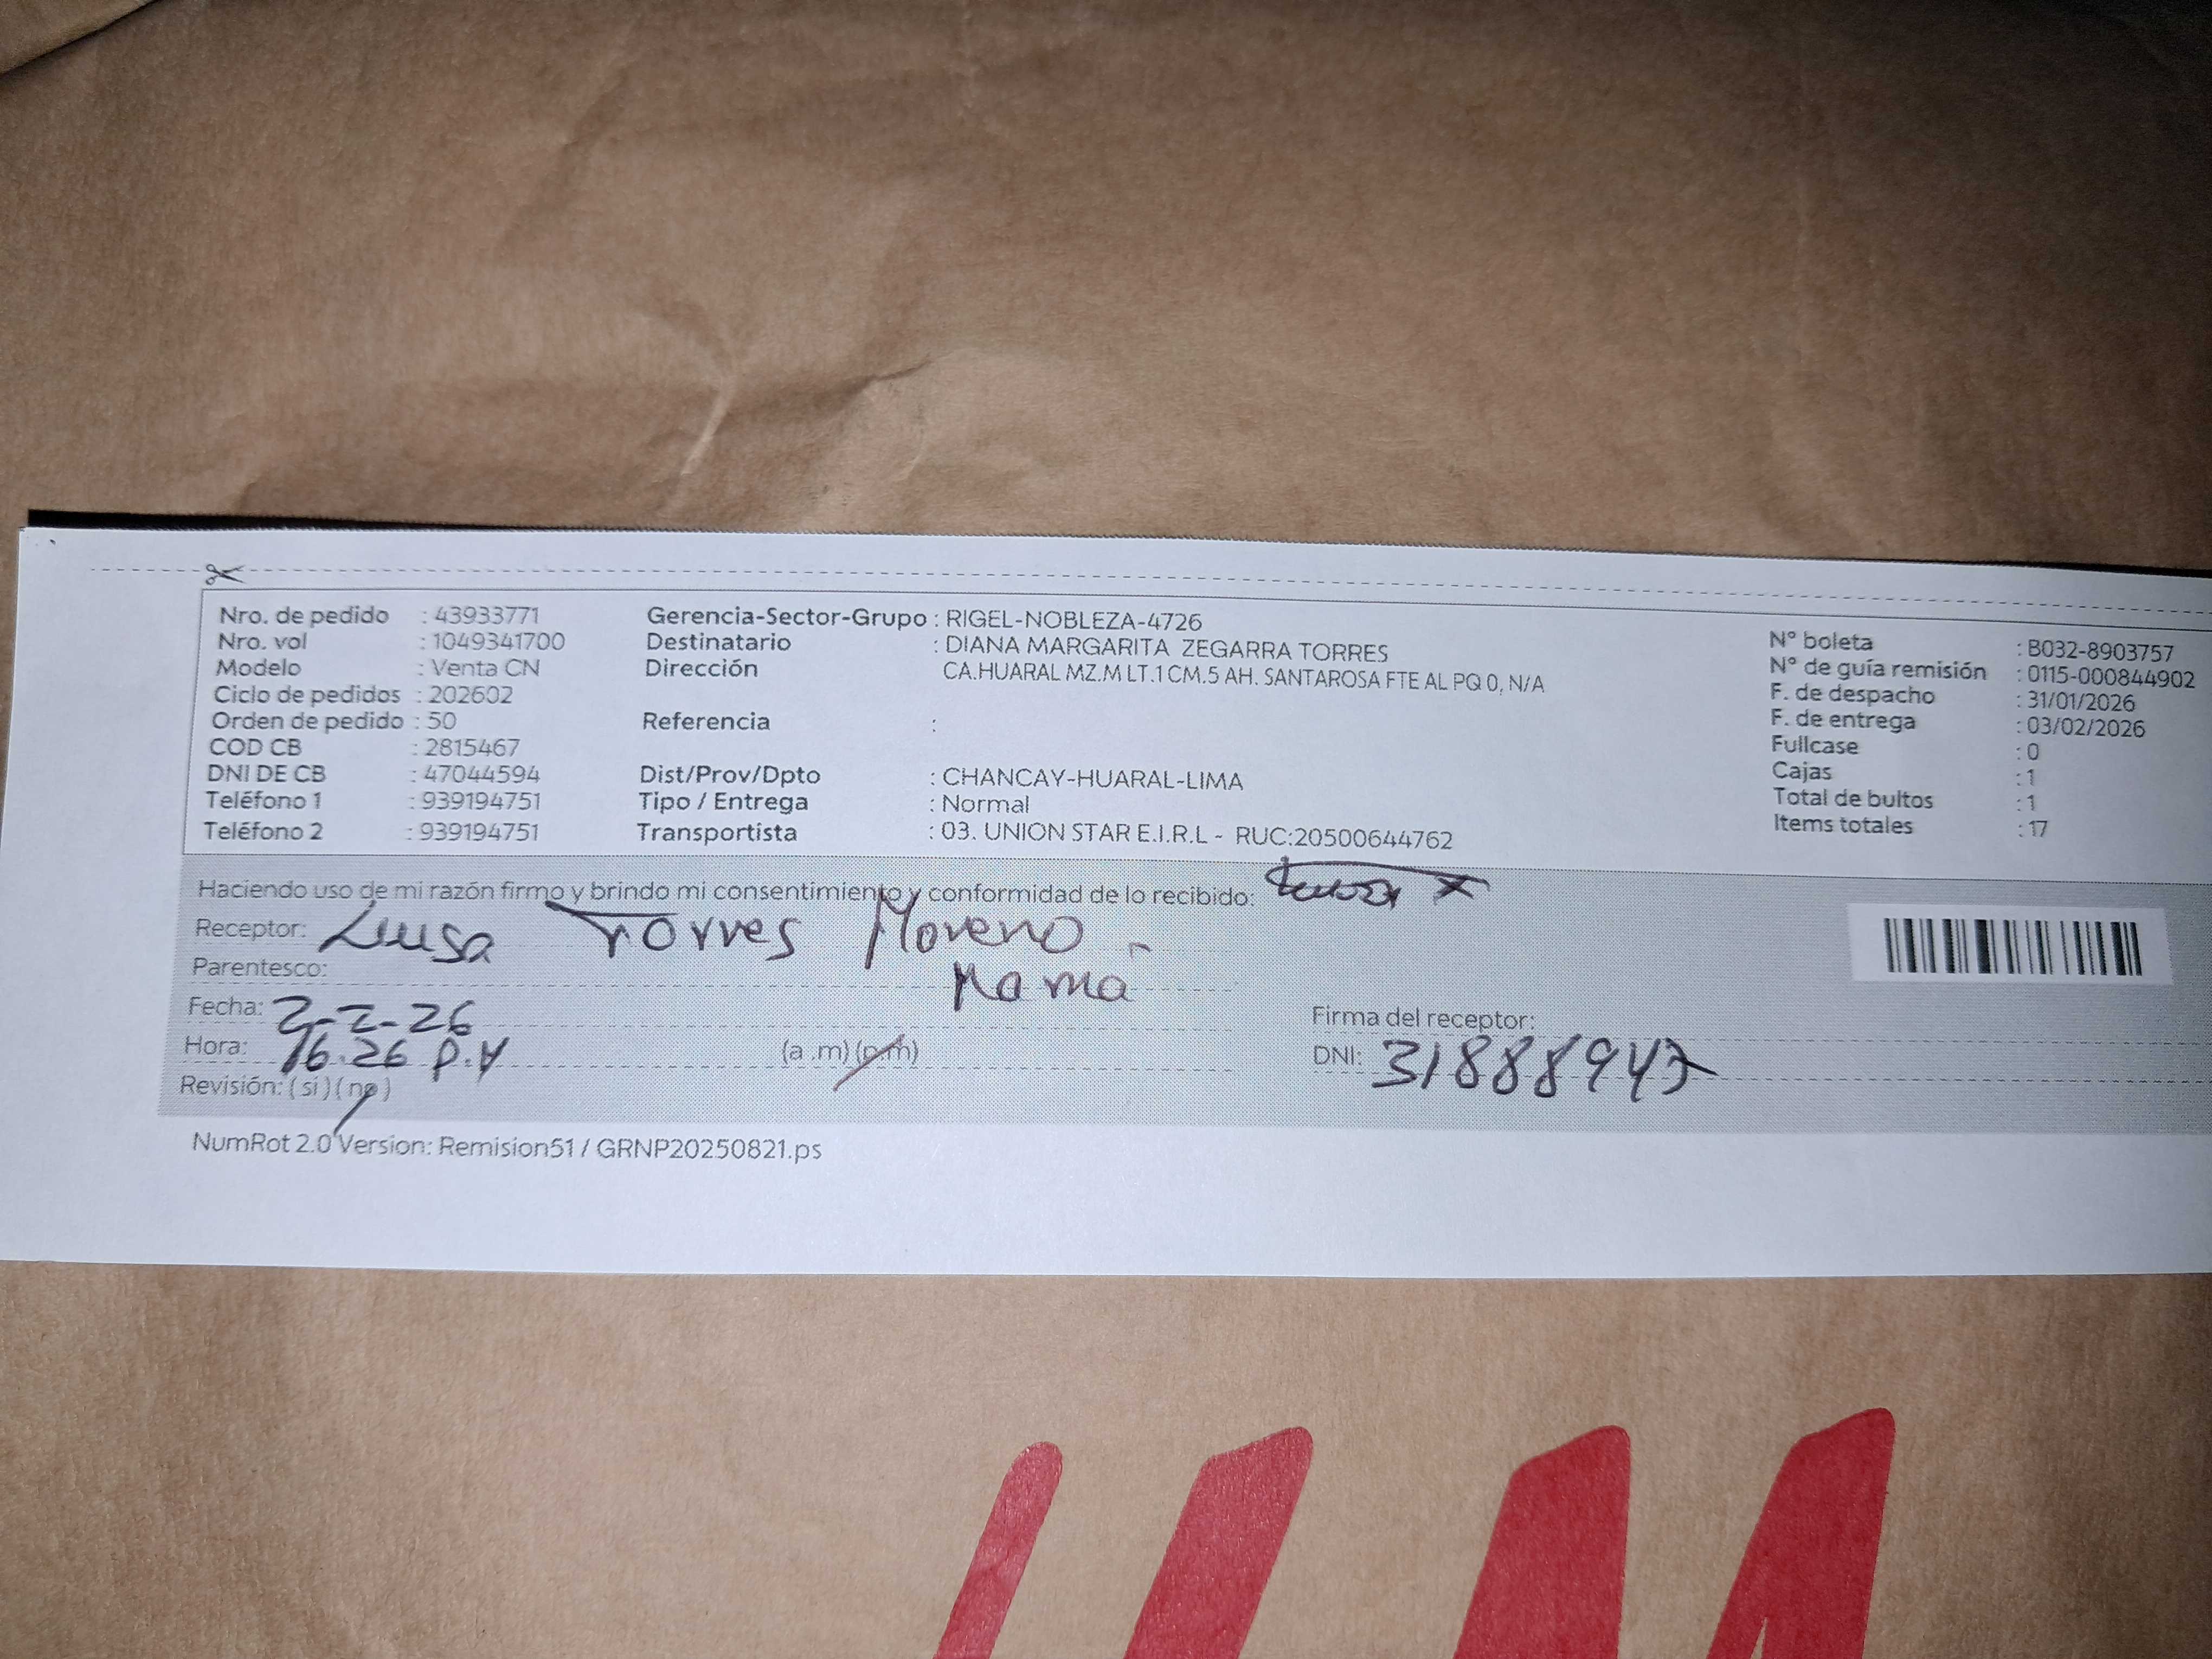 Nro. de pedido : 43933771 Gerencia-Sector-Grupo : RIGEL-NOBLEZA-4726
Nro. vol : 1049341700 Destinatario : DIANA MARGARITA ZEGARRA TORRES N° boleta : B032-8903757
Modelo : Venta CN Dirección CA.HUARAL MZ.M LT.1 CM.5 AH. SANTAROSA FTE AL PQ 0, N/A N° de guía remisión : 0115-000844902
Ciclo de pedidos : 202602 F. de despacho : 31/01/2026
Orden de pedido : 50 Referencia : F. de entrega : 03/02/2026
COD CB : 2815467 Fullcase : 0
DNI DE CB : 47044594 Dist/Prov/Dpto : CHANCAY-HUARAL-LIMA Cajas : 1
Teléfono 1 : 939194751 Tipo / Entrega : Normal Total de bultos : 1
Teléfono 2 : 939194751 Transportista : 03. UNION STAR E.I.R.L - RUC:20500644762 Items totales : 17
Haciendo uso de mi razón firmo y brindo mi consentimiento y conformidad de lo recibido:
Receptor: Luisa Torres Moreno
Parentesco: Mama
Fecha: 2-2-26 Firma del receptor:
Hora: 16.26 (a .m) (p.m) DNI: 31888947
Revisión: ( si ) ( no )
NumRot 2.0 Version: Remision51 / GRNP20250821.ps